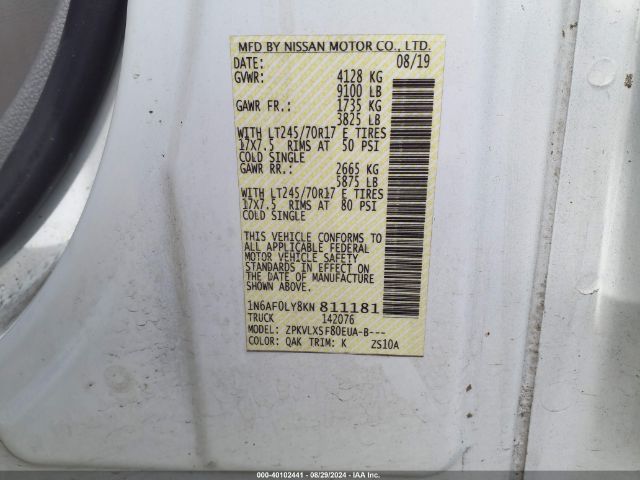 MFD BY NISSAN MOTOR CO., LTD.
DATE: 08/19
GVWR: 4128 KG
9100 LB
GAWR FR.: 1735 KG
3825 LB
WITH LT245/70R17 E TIRES
17X7.5 RIMS AT 50 PSI
COLD SINGLE
GAWR RR.: 2665 KG
5875 LB
WITH LT245/70R17 E TIRES
17X7.5 RIMS AT 80 PSI
COLD SINGLE
THIS VEHICLE CONFORMS TO
ALL APPLICABLE FEDERAL
MOTOR VEHICLE SAFETY
STANDARDS IN EFFECT ON
THE DATE OF MANUFACTURE
SHOWN ABOVE.
1N6AF0LY8KN 811181
TRUCK 142076
MODEL: ZPKVLXSF80EUA-B---
COLOR: QAK TRIM: K ZS10A
000-40102441 - 08/29/2024 - IAAI.com